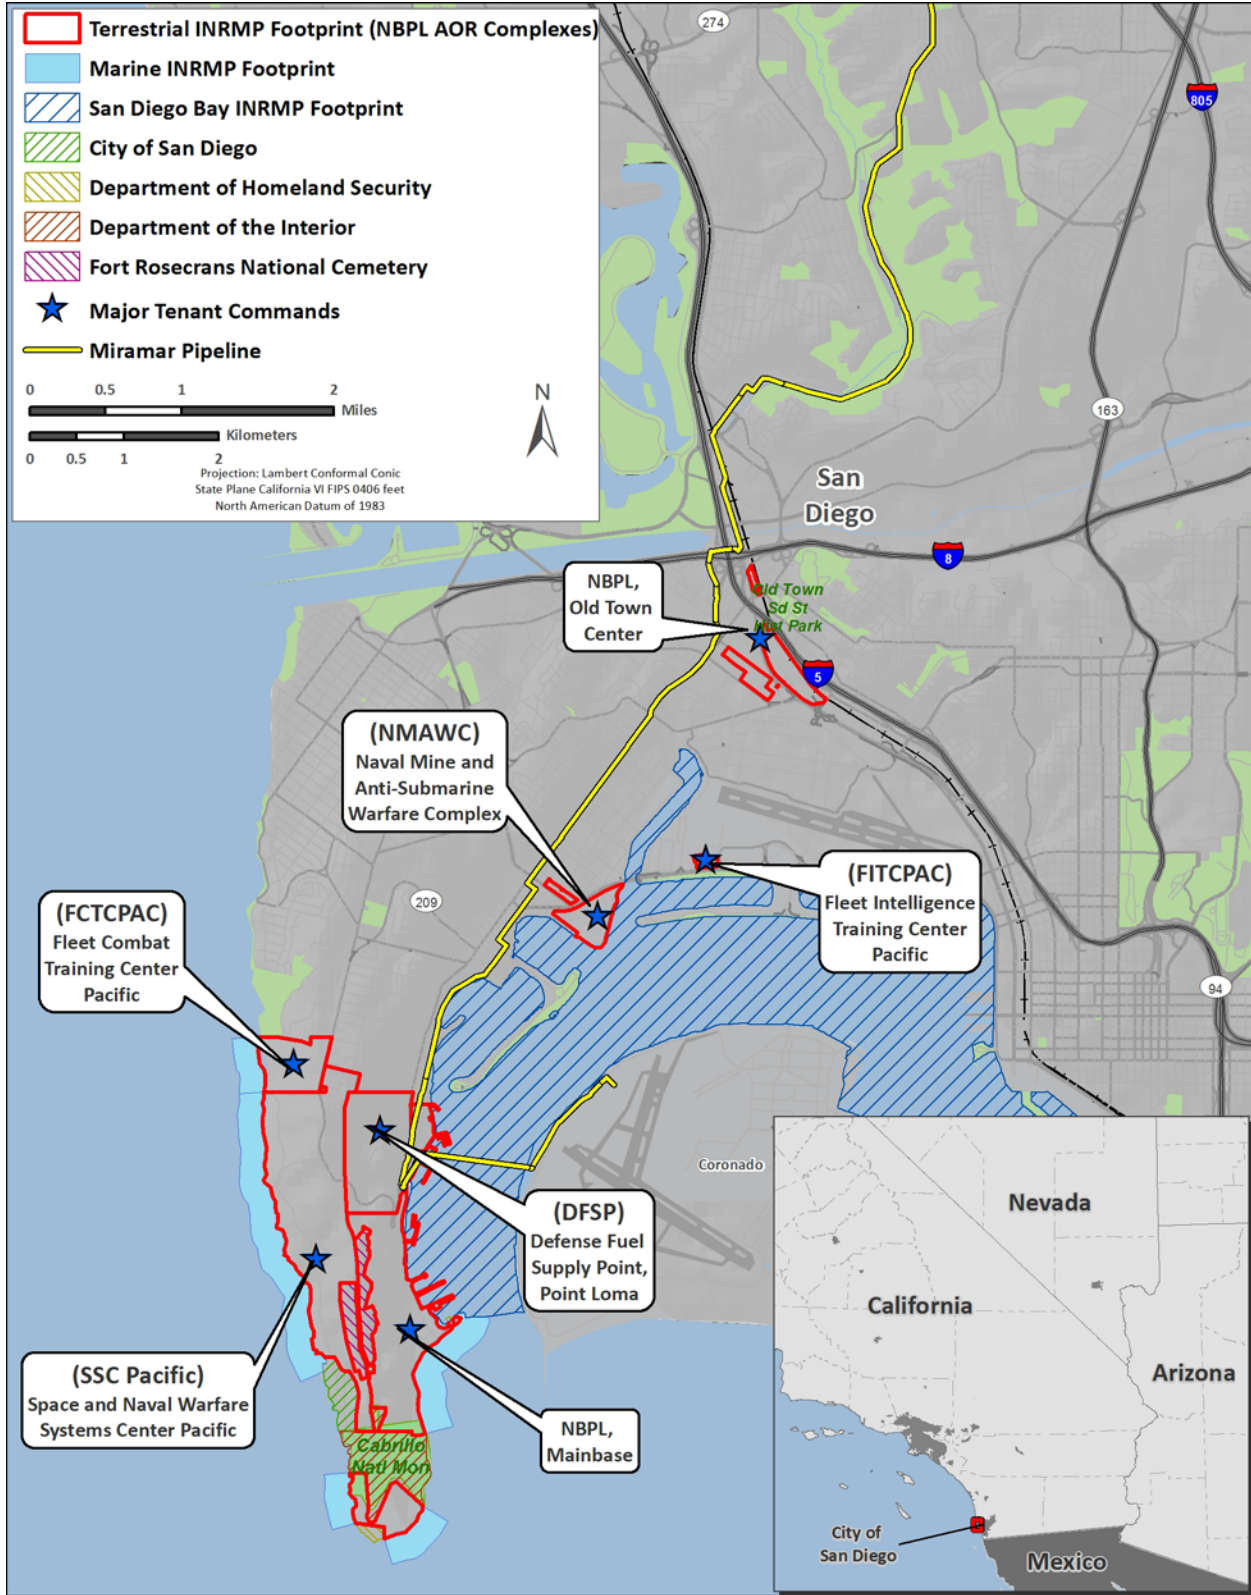 Terrestrial INRMP Footprint (NBPL AOR Complexes)
Marine INRMP Footprint
San Diego Bay INRMP Footprint
City of San Diego
Department of Homeland Security
Department of the Interior
Fort Rosecrans National Cemetery
Major Tenant Commands
Miramar Pipeline
0 0.5 1 2
Miles
Kilometers
0 0.5 1 2
N
Projection: Lambert Conformal Conic
State Plane California VI FIPS 0406 feet
North American Datum of 1983
274
805
163
San
Diego
8
NBPL,
Old Town
Center
Old Town
Sd St
Hist Park
5
(NMAWC)
Naval Mine and
Anti-Submarine
Warfare Complex
(FITCPAC)
Fleet Intelligence
Training Center
Pacific
209
(FCTCPAC)
Fleet Combat
Training Center
Pacific
94
Coronado
(DFSP)
Defense Fuel
Supply Point,
Point Loma
(SSC Pacific)
Space and Naval Warfare
Systems Center Pacific
NBPL,
Mainbase
Cabrillo
Natl Mon
Nevada
California
Arizona
City of
San Diego
Mexico